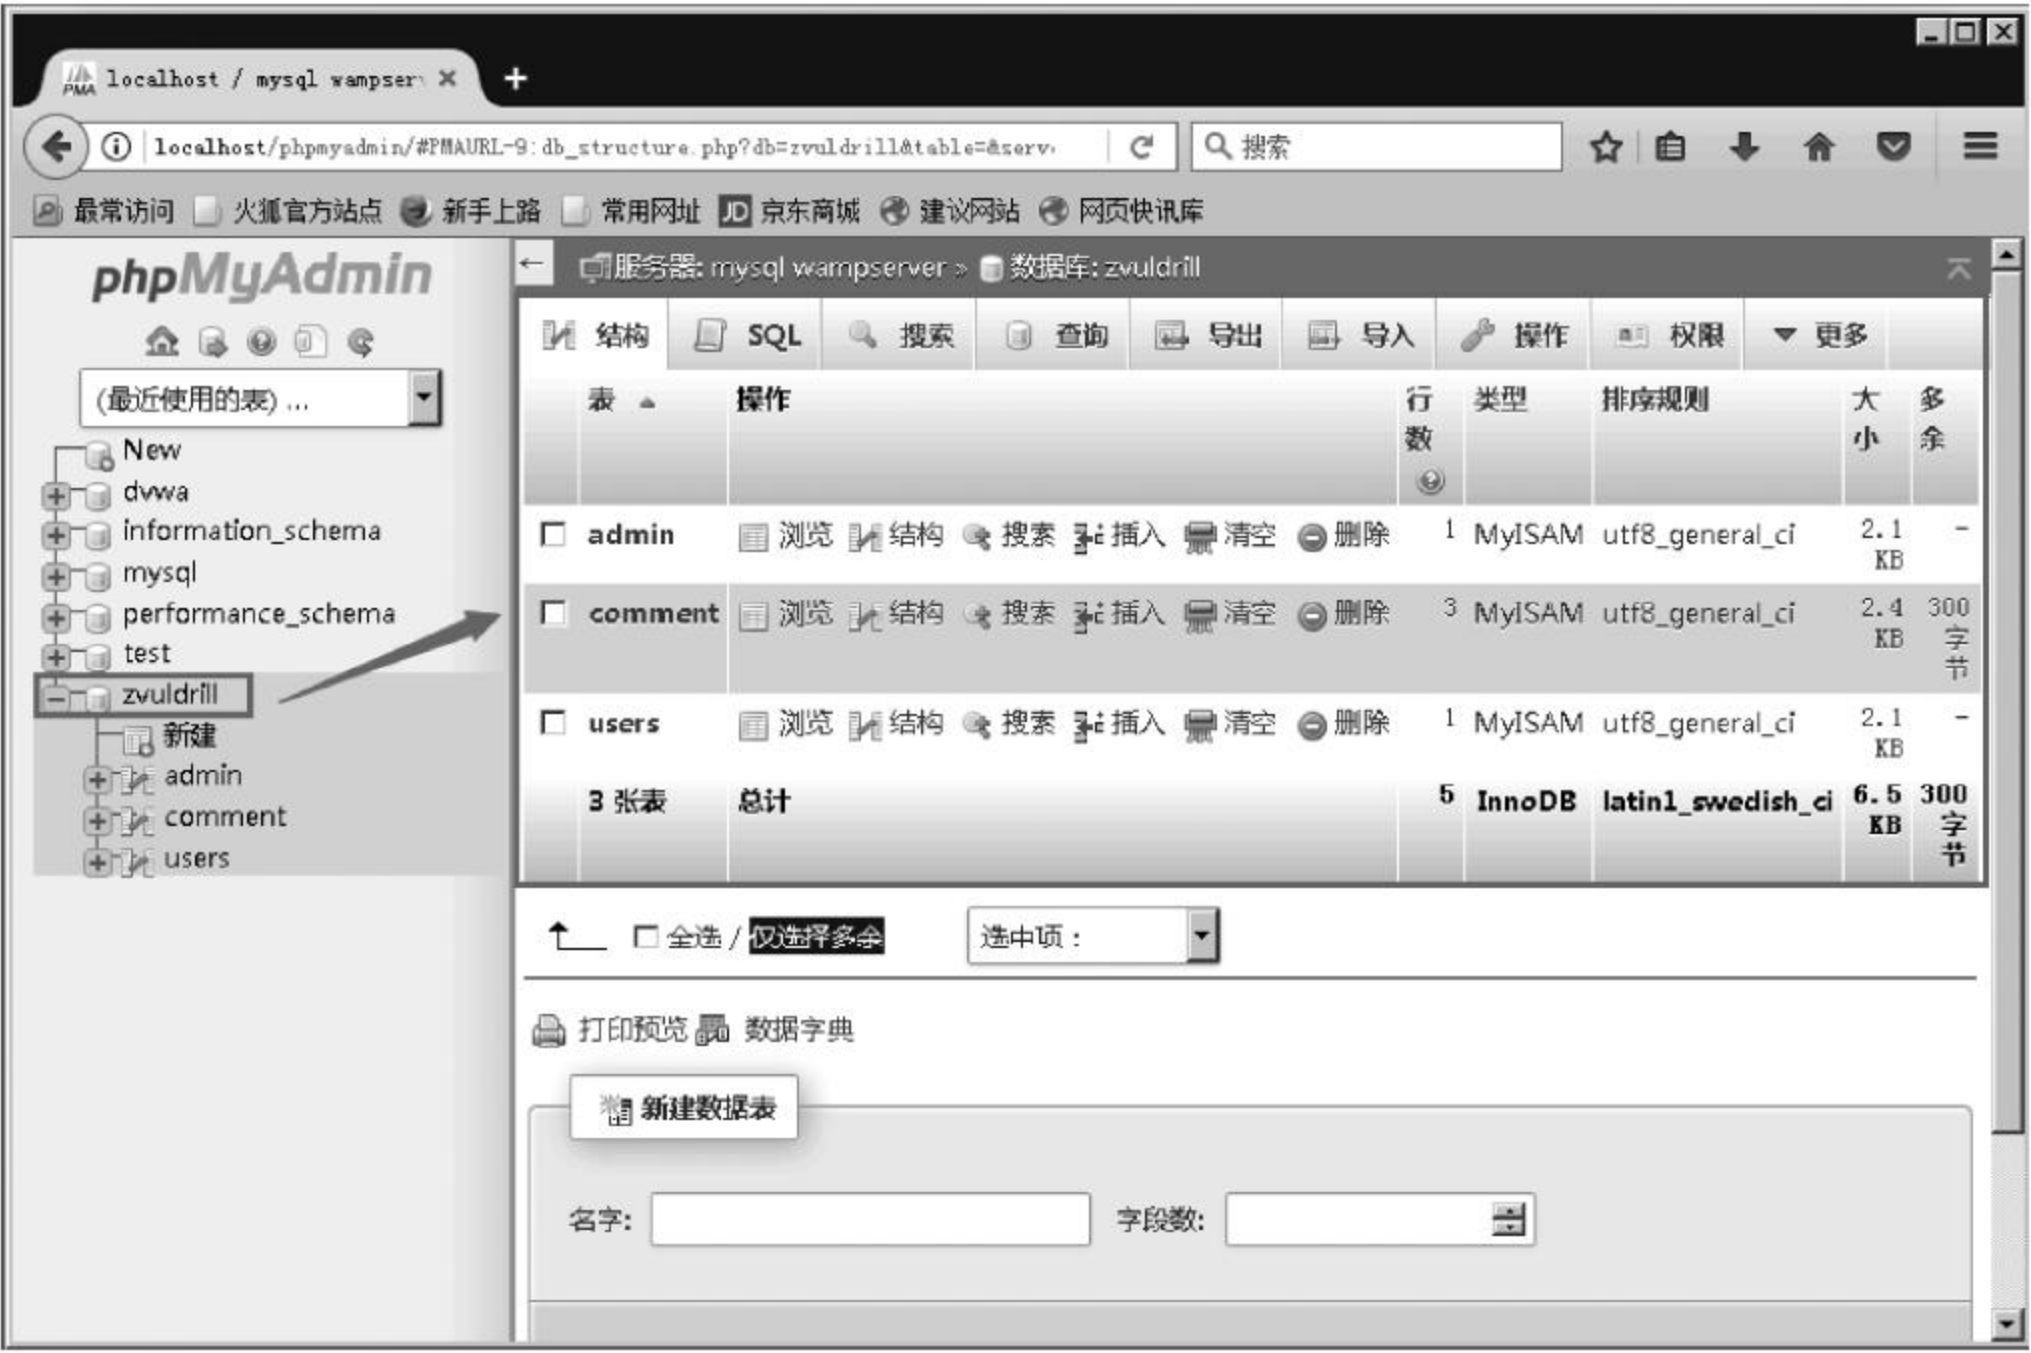 localhost / mysql wampser
localhost/phpmyadmin/#PMAURL-9:db_structure.php?db=zvuldrill&table=&serv
搜索
最常访问 火狐官方站点 新手上路 常用网址 JD 京东商城 建议网站 网页快讯库
phpMyAdmin
(最近使用的表) ...
New
dvwa
information_schema
mysql
performance_schema
test
zvuldrill
新建
admin
comment
users
服务器: mysql wampserver » 数据库: zvuldrill
结构 SQL 搜索 查询 导出 导入 操作 权限 更多
表 操作 行数 类型 排序规则 大小 多余
admin 浏览 结构 搜索 插入 清空 删除 1 MyISAM utf8_general_ci 2.1 KB -
comment 浏览 结构 搜索 插入 清空 删除 3 MyISAM utf8_general_ci 2.4 KB 300 字节
users 浏览 结构 搜索 插入 清空 删除 1 MyISAM utf8_general_ci 2.1 KB -
3 张表 总计 5 InnoDB latin1_swedish_ci 6.5 KB 300 字节
全选 / 仅选择多余 选中项：
打印预览 数据字典
新建数据表
名字: 字段数: